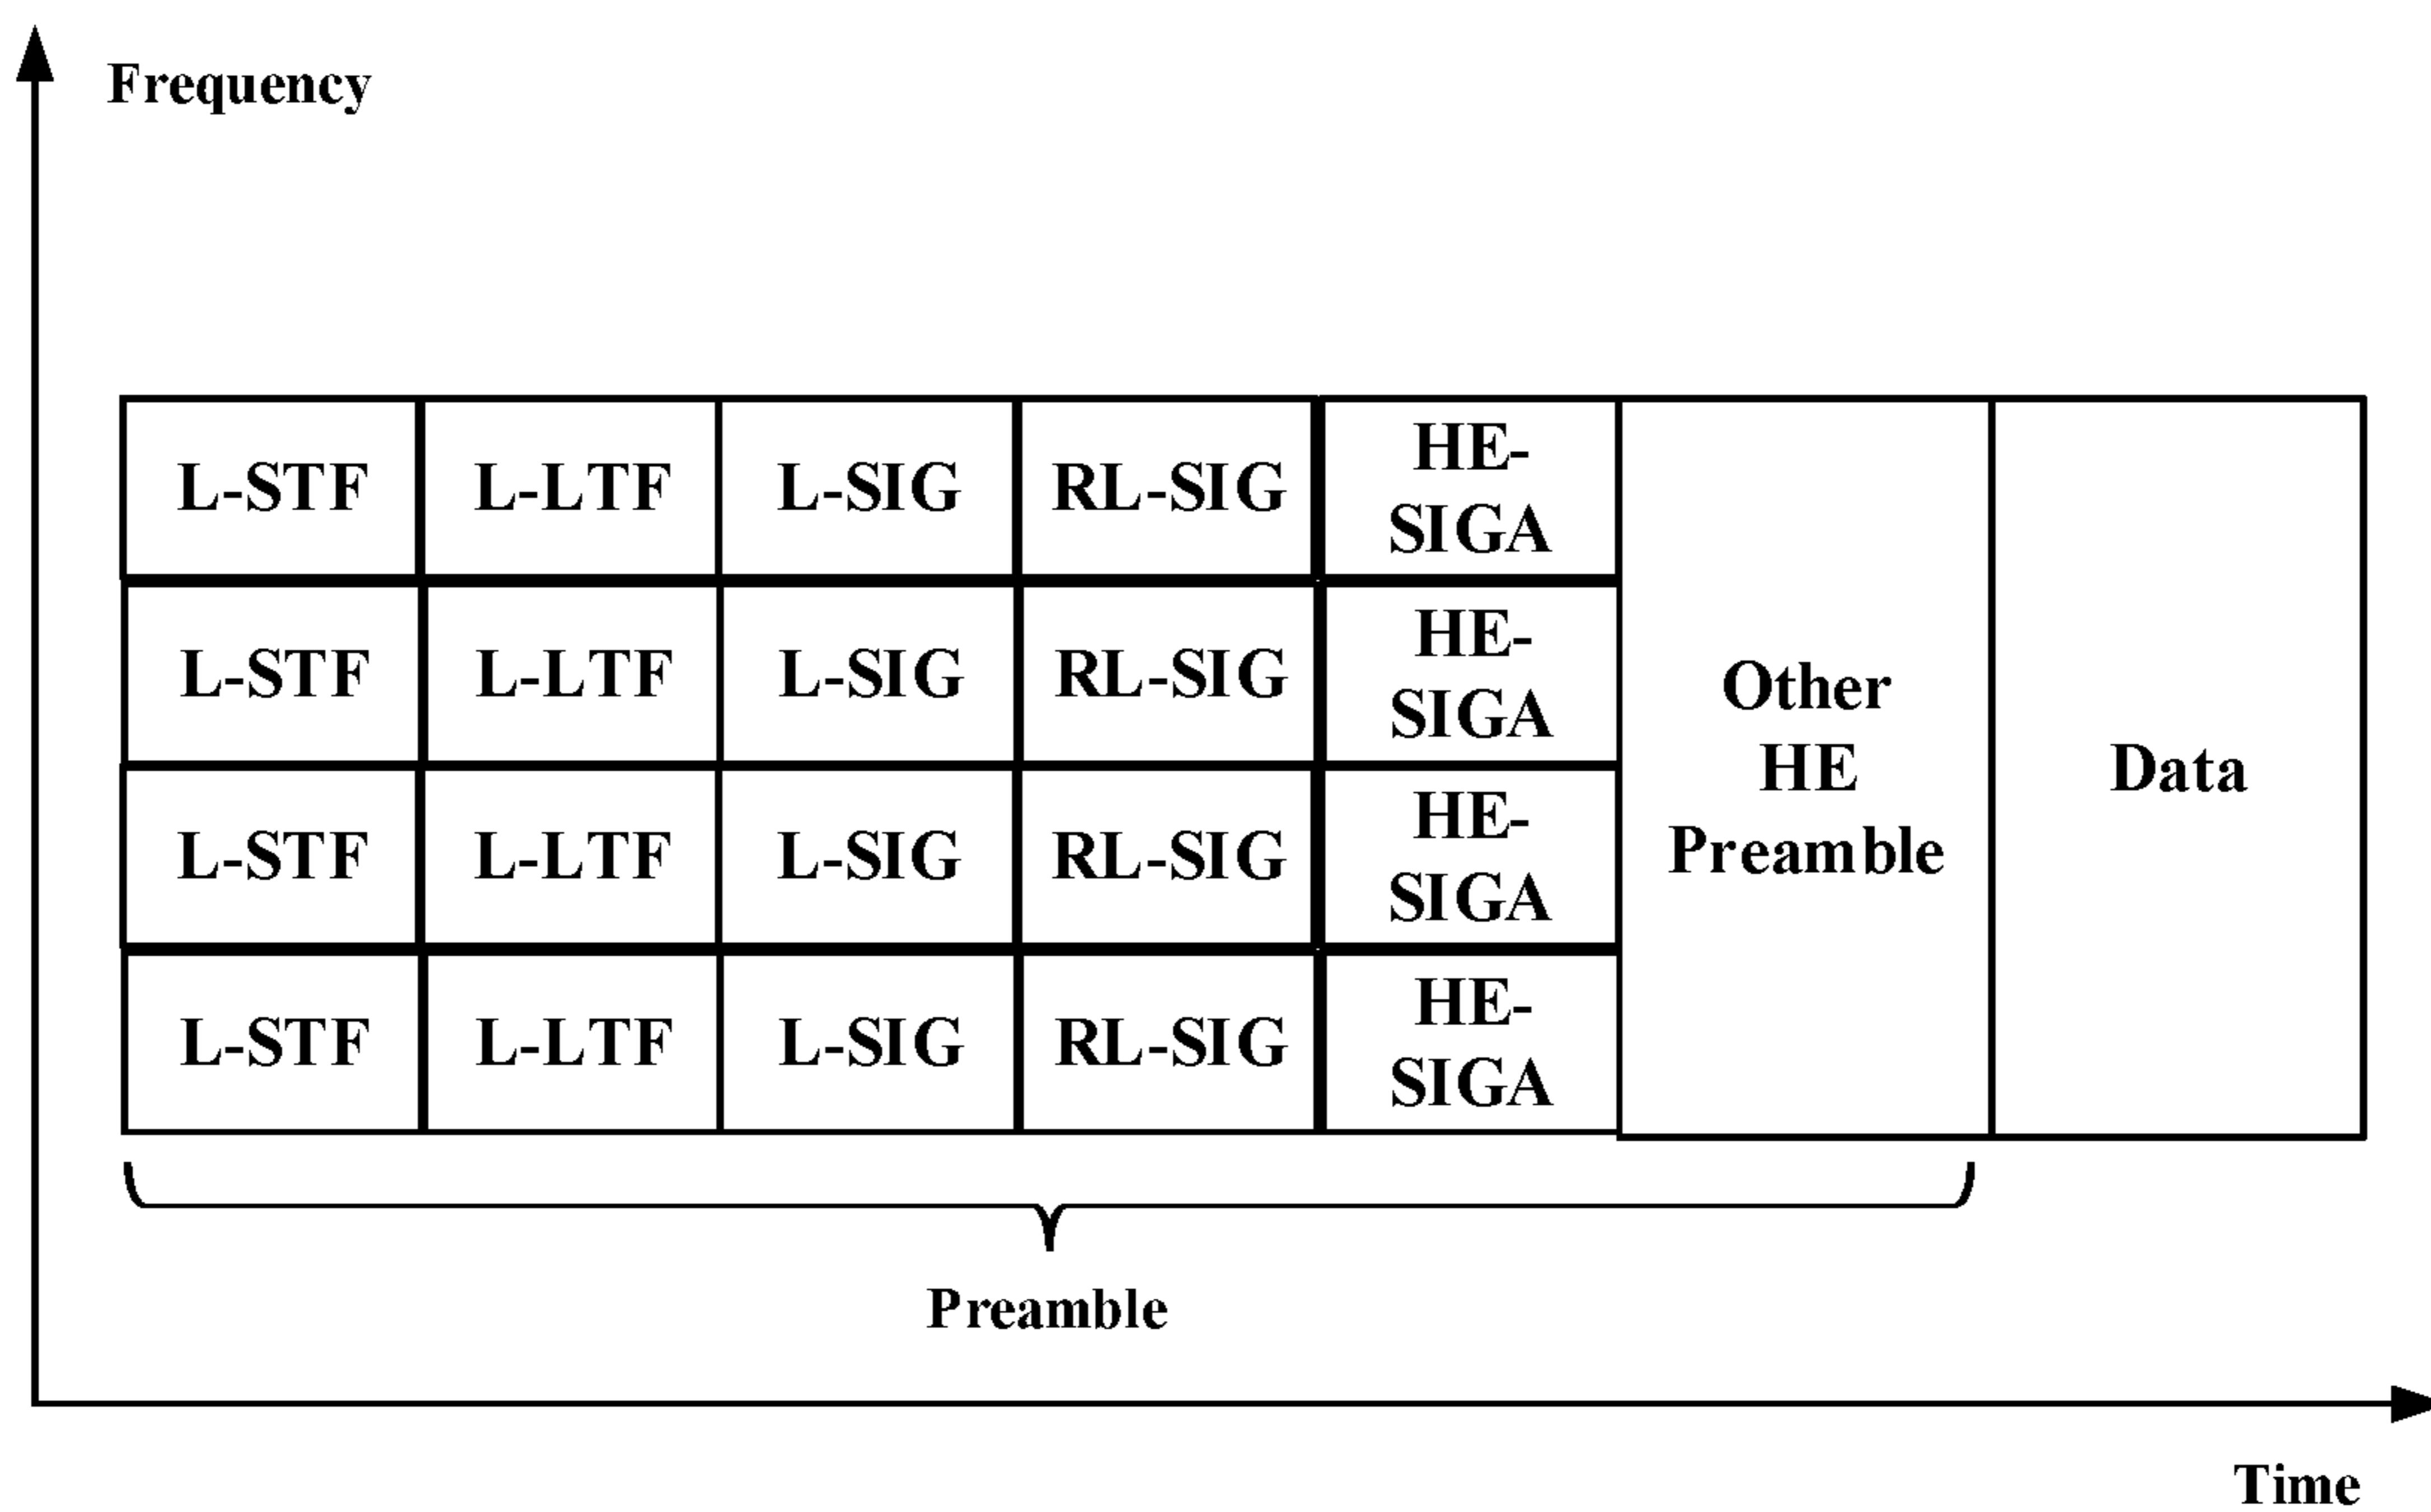 Frequency
L-STF L-LTF L-SIG RL-SIG HE-
SIGA
L-STF L-LTF L-SIG RL-SIG HE-
SIGA
L-STF L-LTF L-SIG RL-SIG HE-
SIGA
L-STF L-LTF L-SIG RL-SIG HE-
SIGA
Other
HE
Preamble
Data
Preamble
Time